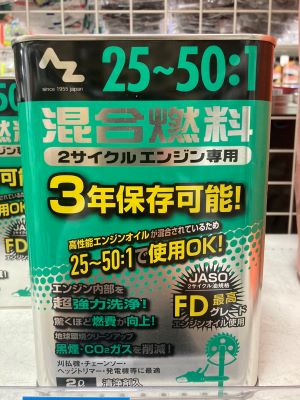 AZ
since 1955 japan
25~50:1
混合燃料
2サイクルエンジン専用
3年保存可能!
高性能エンジンオイルが混合されているため
25~50:1で使用OK!
エンジン内部を
超強力洗浄!
驚くほど燃費が向上!
地球環境クリーンアップ
黒煙・CO2ガスを削減!
刈払機・チェーンソー・
ヘッジトリマー・発電機等に最適
JASO
2サイクル油規格
FD最高
グレード
エンジンオイル使用
2ℓ 清浄剤入